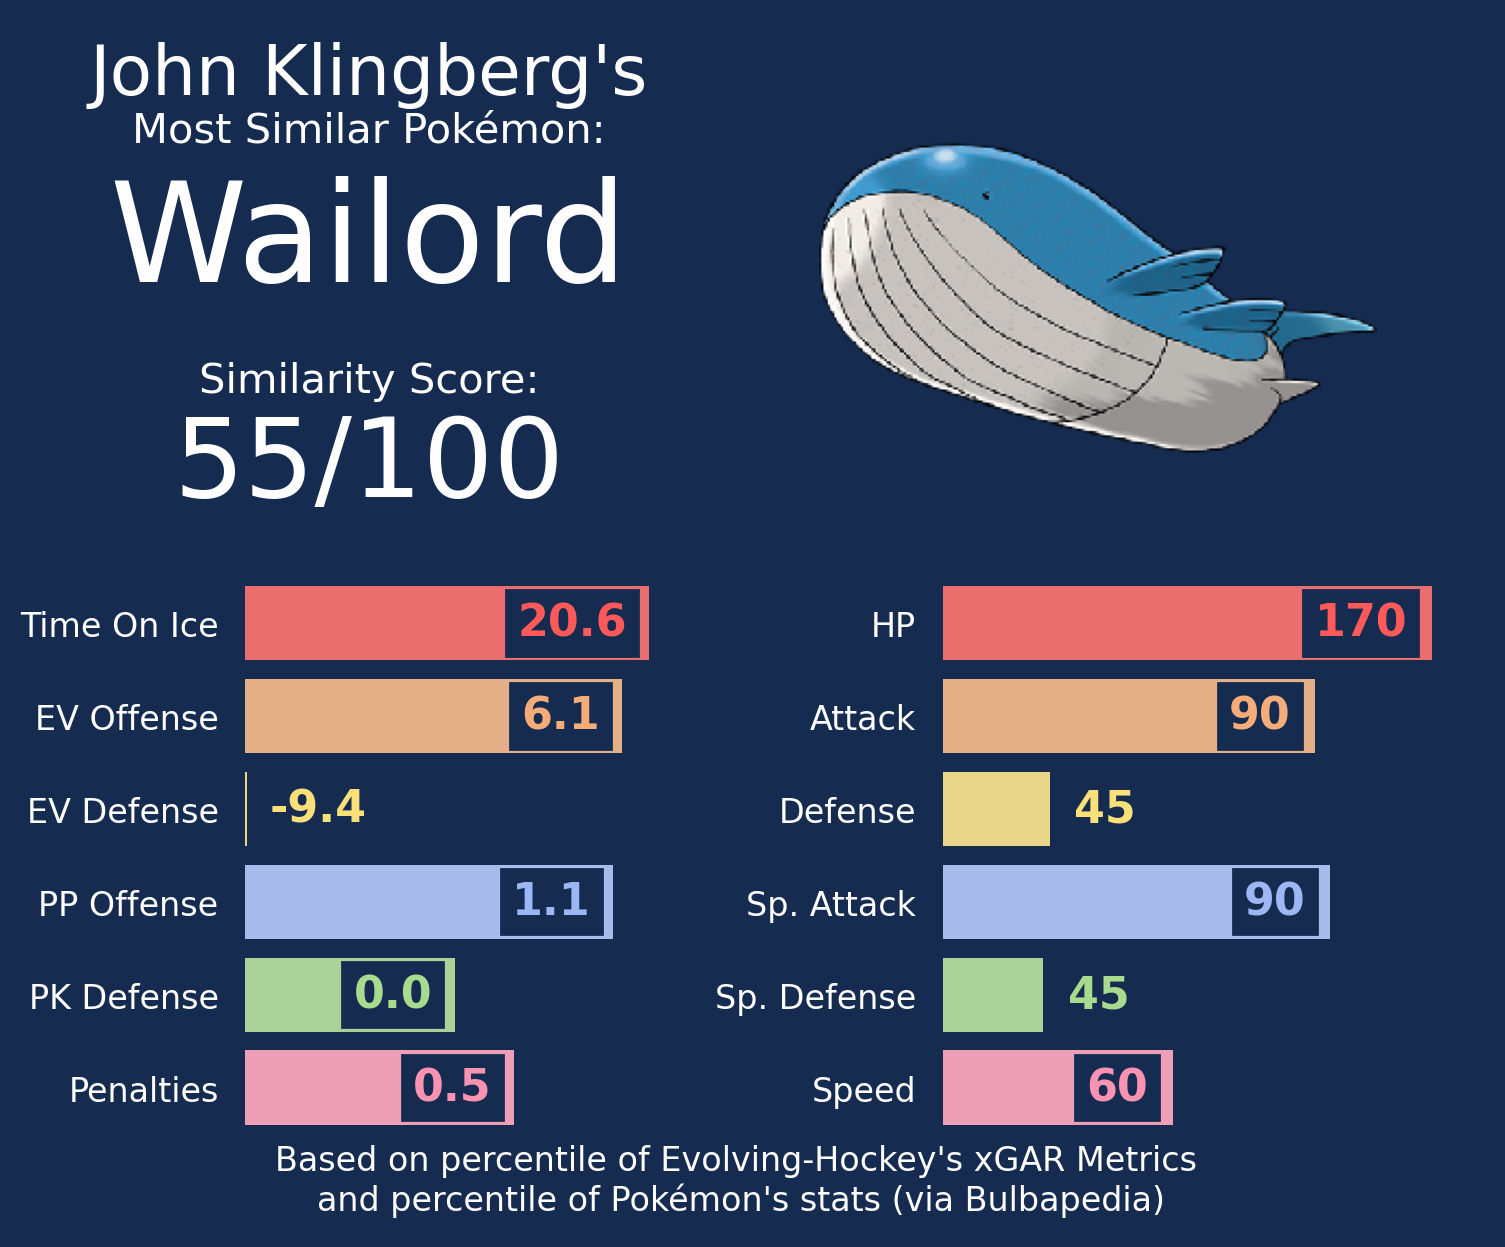 John Klingberg's
Most Similar Pokémon:
Wailord
Similarity Score:
55/100
Time On Ice 20.6
EV Offense 6.1
EV Defense -9.4
PP Offense 1.1
PK Defense 0.0
Penalties 0.5
HP 170
Attack 90
Defense 45
Sp. Attack 90
Sp. Defense 45
Speed 60
Based on percentile of Evolving-Hockey's xGAR Metrics
and percentile of Pokémon's stats (via Bulbapedia)